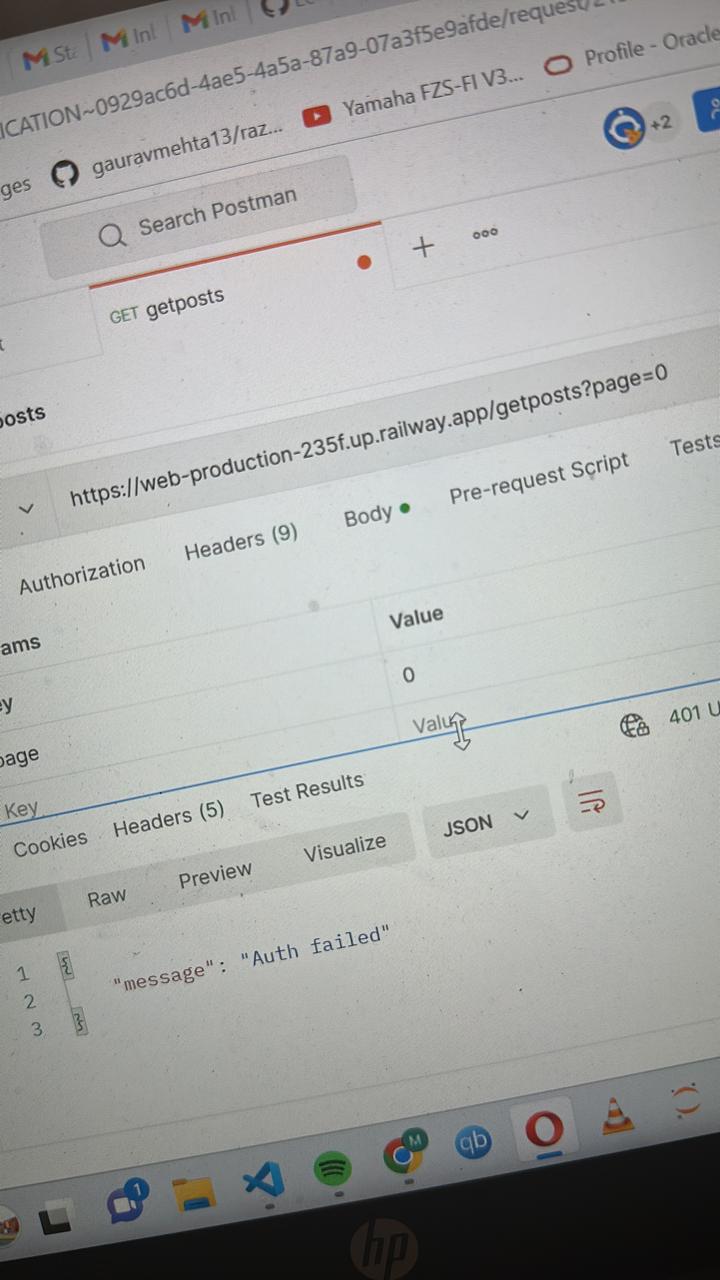 Inl
Inl
ICATION~0929ac6d-4ae5-4a5a-87a9-07a3f5e9afde/request/
ges
gauravmehta13/raz...
Yamaha FZS-FI V3...
Profile - Oracle
Search Postman
+2
GET getposts
osts
https://web-production-235f.up.railway.app/getposts?page=0
Authorization
Headers (9)
Body
Pre-request Script
Tests
ams
Value
y
0
page
Key
Valu
401 U
Cookies
Headers (5)
Test Results
etty
Raw
Preview
Visualize
JSON
1 {
2 "message": "Auth failed"
3 }
1
M
qb
hp